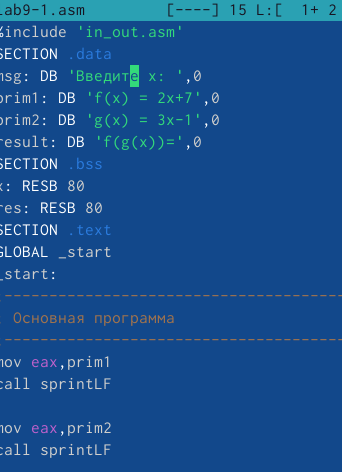 lab9-1.asm [----] 15 L:[ 1+ 2
%include 'in_out.asm'
SECTION .data
msg: DB 'Введите x: ',0
prim1: DB 'f(x) = 2x+7',0
prim2: DB 'g(x) = 3x-1',0
result: DB 'f(g(x))=',0
SECTION .bss
x: RESB 80
res: RESB 80
SECTION .text
GLOBAL _start
_start:
;------------------------------------------
; Основная программа
;------------------------------------------
mov eax,prim1
call sprintLF
mov eax,prim2
call sprintLF